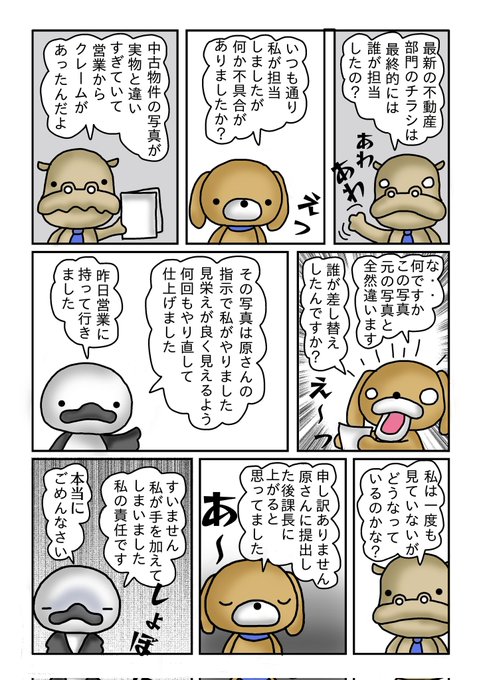 最新の不動産
部門のチラシは
最終的には
誰が担当
したの？
あわ
あわ
いつも通り
私が担当
しましたが
何か不具合が
ありましたか？
えっ
中古物件の写真が
実物と違い
すぎていて
営業から
クレームが
あったんだよ
な・・
何ですか
この写真
元の写真と
全然違います
誰が差し替え
したんですか？
え～っ
その写真は原さんの
指示で私がやりました
見栄えが良く見えるよう
何回もやり直して
仕上げました
昨日営業に
持って行き
ました
私は一度も
見ていないが
どうなって
いるのかな？
申し訳ありません
原さんに提出し
た後課長に
上がると
思ってました
あ～
すいません
私が手を加えて
しまいました
私の責任です
本当に
ごめんなさい
しょぼ